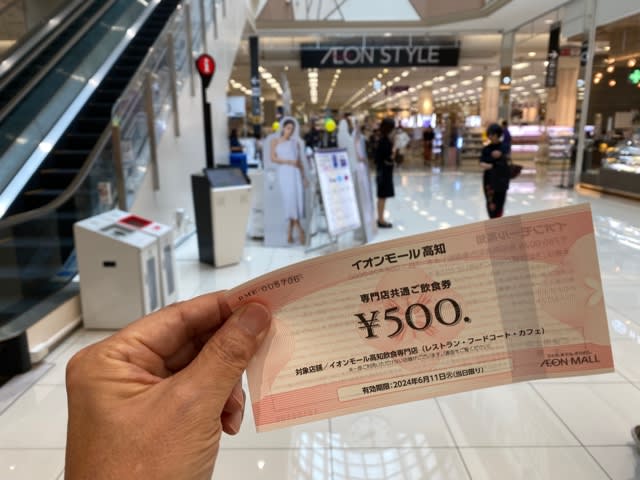 ÆON STYLE
イオンモール高知
専門店共通ご飲食券
¥500.
対象店舗/イオンモール高知飲食専門店(レストラン・フードコート・カフェ)
有効期限:2024年6月11日㊋(当日限り)
ÆON MALL